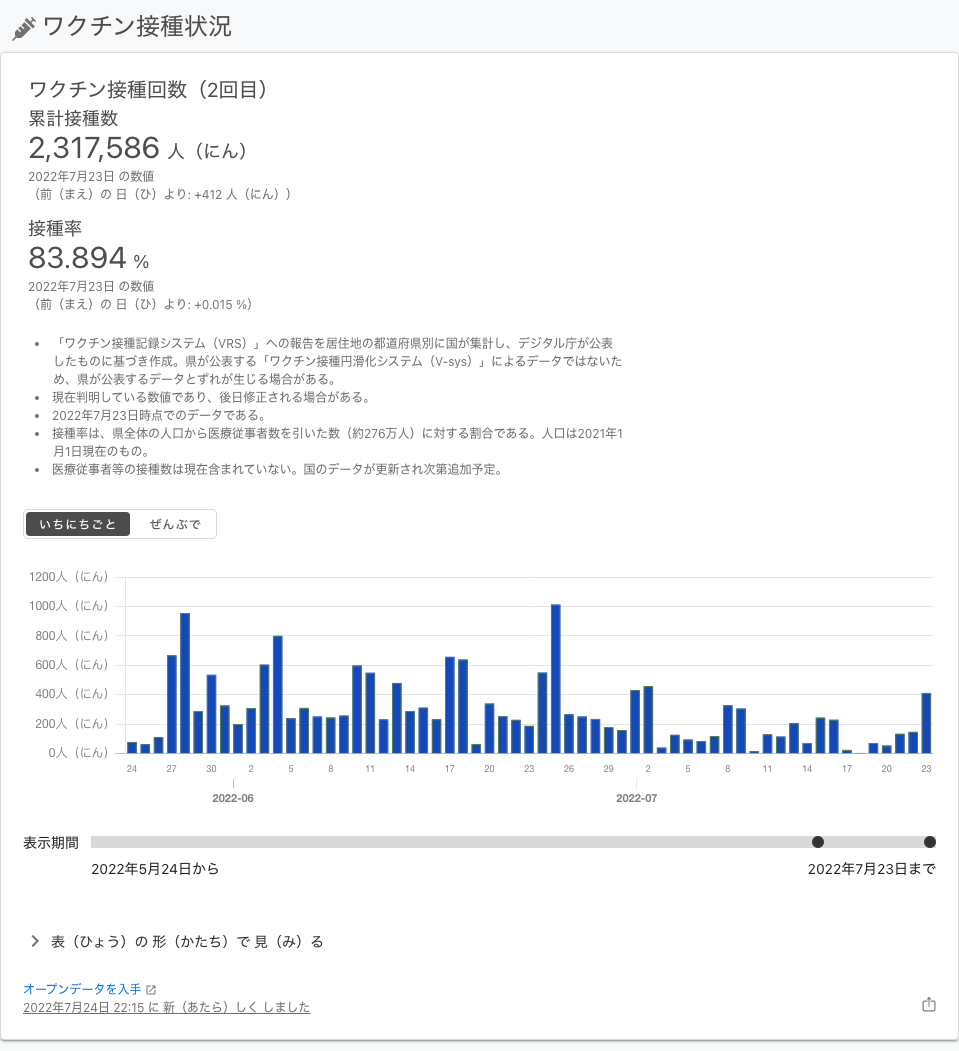 ワクチン接種状況
ワクチン接種回数（2回目）
累計接種数
2,317,586 人（にん）
2022年7月23日 の数値
（前（まえ）の 日（ひ）より: +412 人（にん））
接種率
83.894 %
2022年7月23日 の数値
（前（まえ）の 日（ひ）より: +0.015 %）
• 「ワクチン接種記録システム（VRS）」への報告を居住地の都道府県別に国が集計し、デジタル庁が公表
したものに基づき作成。県が公表する「ワクチン接種円滑化システム（V-sys）」によるデータではないた
め、県が公表するデータとずれが生じる場合がある。
• 現在判明している数値であり、後日修正される場合がある。
• 2022年7月23日時点でのデータである。
• 接種率は、県全体の人口から医療従事者数を引いた数（約276万人）に対する割合である。人口は2021年1
月1日現在のもの。
• 医療従事者等の接種数は現在含まれていない。国のデータが更新され次第追加予定。
いちにちごと ぜんぶで
1200人（にん）
1000人（にん）
800人（にん）
600人（にん）
400人（にん）
200人（にん）
0人（にん）
24 27 30 2 5 8 11 14 17 20 23 26 29 2 5 8 11 14 17 20 23
2022-06 2022-07
表示期間
2022年5月24日から 2022年7月23日まで
表（ひょう）の 形（かたち）で 見（み）る
オープンデータを入手
2022年7月24日 22:15 に 新（あたら）しく しました